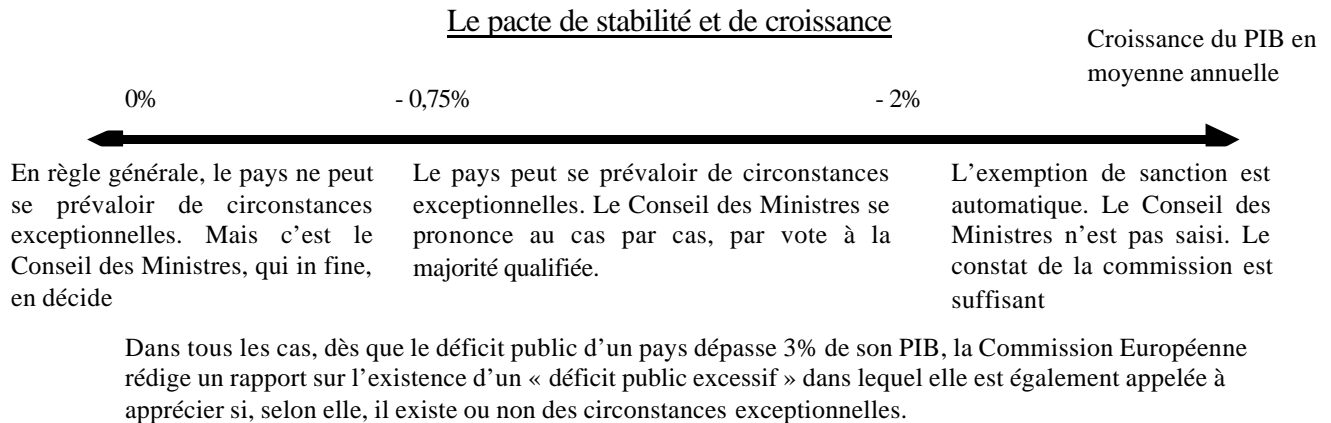 Le pacte de stabilité et de croissance
Croissance du PIB en
moyenne annuelle
0%
- 0,75%
- 2%
En règle générale, le pays ne peut
se prévaloir de circonstances
exceptionnelles. Mais c’est le
Conseil des Ministres, qui in fine,
en décide
Le pays peut se prévaloir de circonstances
exceptionnelles. Le Conseil des Ministres se
prononce au cas par cas, par vote à la
majorité qualifiée.
L’exemption de sanction est
automatique. Le Conseil des
Ministres n’est pas saisi. Le
constat de la commission est
suffisant
Dans tous les cas, dès que le déficit public d’un pays dépasse 3% de son PIB, la Commission Européenne
rédige un rapport sur l’existence d’un « déficit public excessif » dans lequel elle est également appelée à
apprécier si, selon elle, il existe ou non des circonstances exceptionnelles.